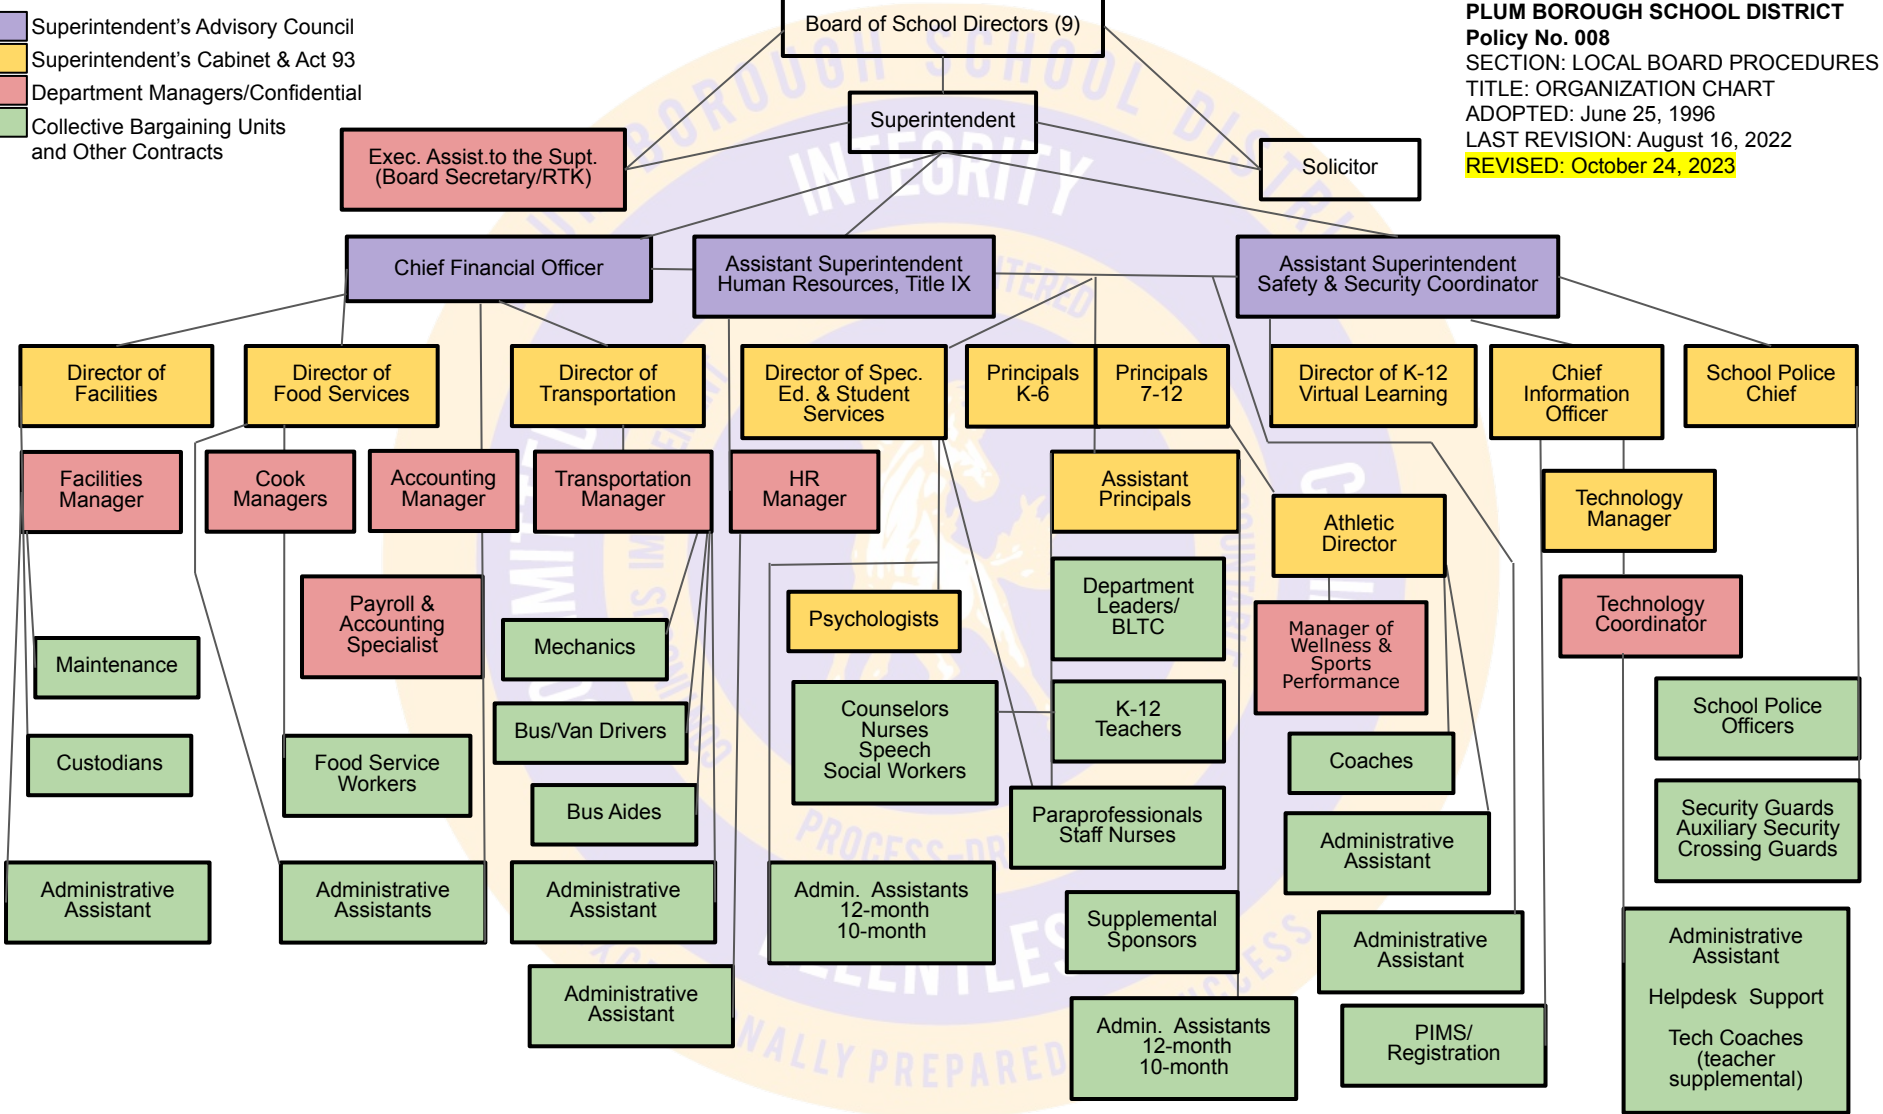 Superintendent's Advisory Council
Superintendent's Cabinet & Act 93
Department Managers/Confidential
Collective Bargaining Units
and Other Contracts
PLUM BOROUGH SCHOOL DISTRICT
Policy No. 008
SECTION: LOCAL BOARD PROCEDURES
TITLE: ORGANIZATION CHART
ADOPTED: June 25, 1996
LAST REVISION: August 16, 2022
REVISED: October 24, 2023
Board of School Directors (9)
Superintendent
Exec. Assist.to the Supt.
(Board Secretary/RTK)
Solicitor
Chief Financial Officer
Assistant Superintendent
Human Resources, Title IX
Assistant Superintendent
Safety & Security Coordinator
Director of
Facilities
Director of
Food Services
Director of
Transportation
Director of Spec.
Ed. & Student
Services
Principals
K-6
Principals
7-12
Director of K-12
Virtual Learning
Chief
Information
Officer
School Police
Chief
Facilities
Manager
Cook
Managers
Accounting
Manager
Transportation
Manager
HR
Manager
Assistant
Principals
Athletic
Director
Technology
Manager
Payroll &
Accounting
Specialist
Mechanics
Psychologists
Department
Leaders/
BLTC
Manager of
Wellness &
Sports
Performance
Technology
Coordinator
Maintenance
Bus/Van Drivers
Counselors
Nurses
Speech
Social Workers
K-12
Teachers
School Police
Officers
Custodians
Food Service
Workers
Bus Aides
Paraprofessionals
Staff Nurses
Coaches
Administrative
Assistant
Security Guards
Auxiliary Security
Crossing Guards
Administrative
Assistant
Administrative
Assistants
Administrative
Assistant
Admin. Assistants
12-month
10-month
Supplemental
Sponsors
Administrative
Assistant
Administrative
Assistant
Helpdesk Support
Tech Coaches
(teacher
supplemental)
Administrative
Assistant
Admin. Assistants
12-month
10-month
PIMS/
Registration
BOROUGH SCHOOL
INTEGRITY